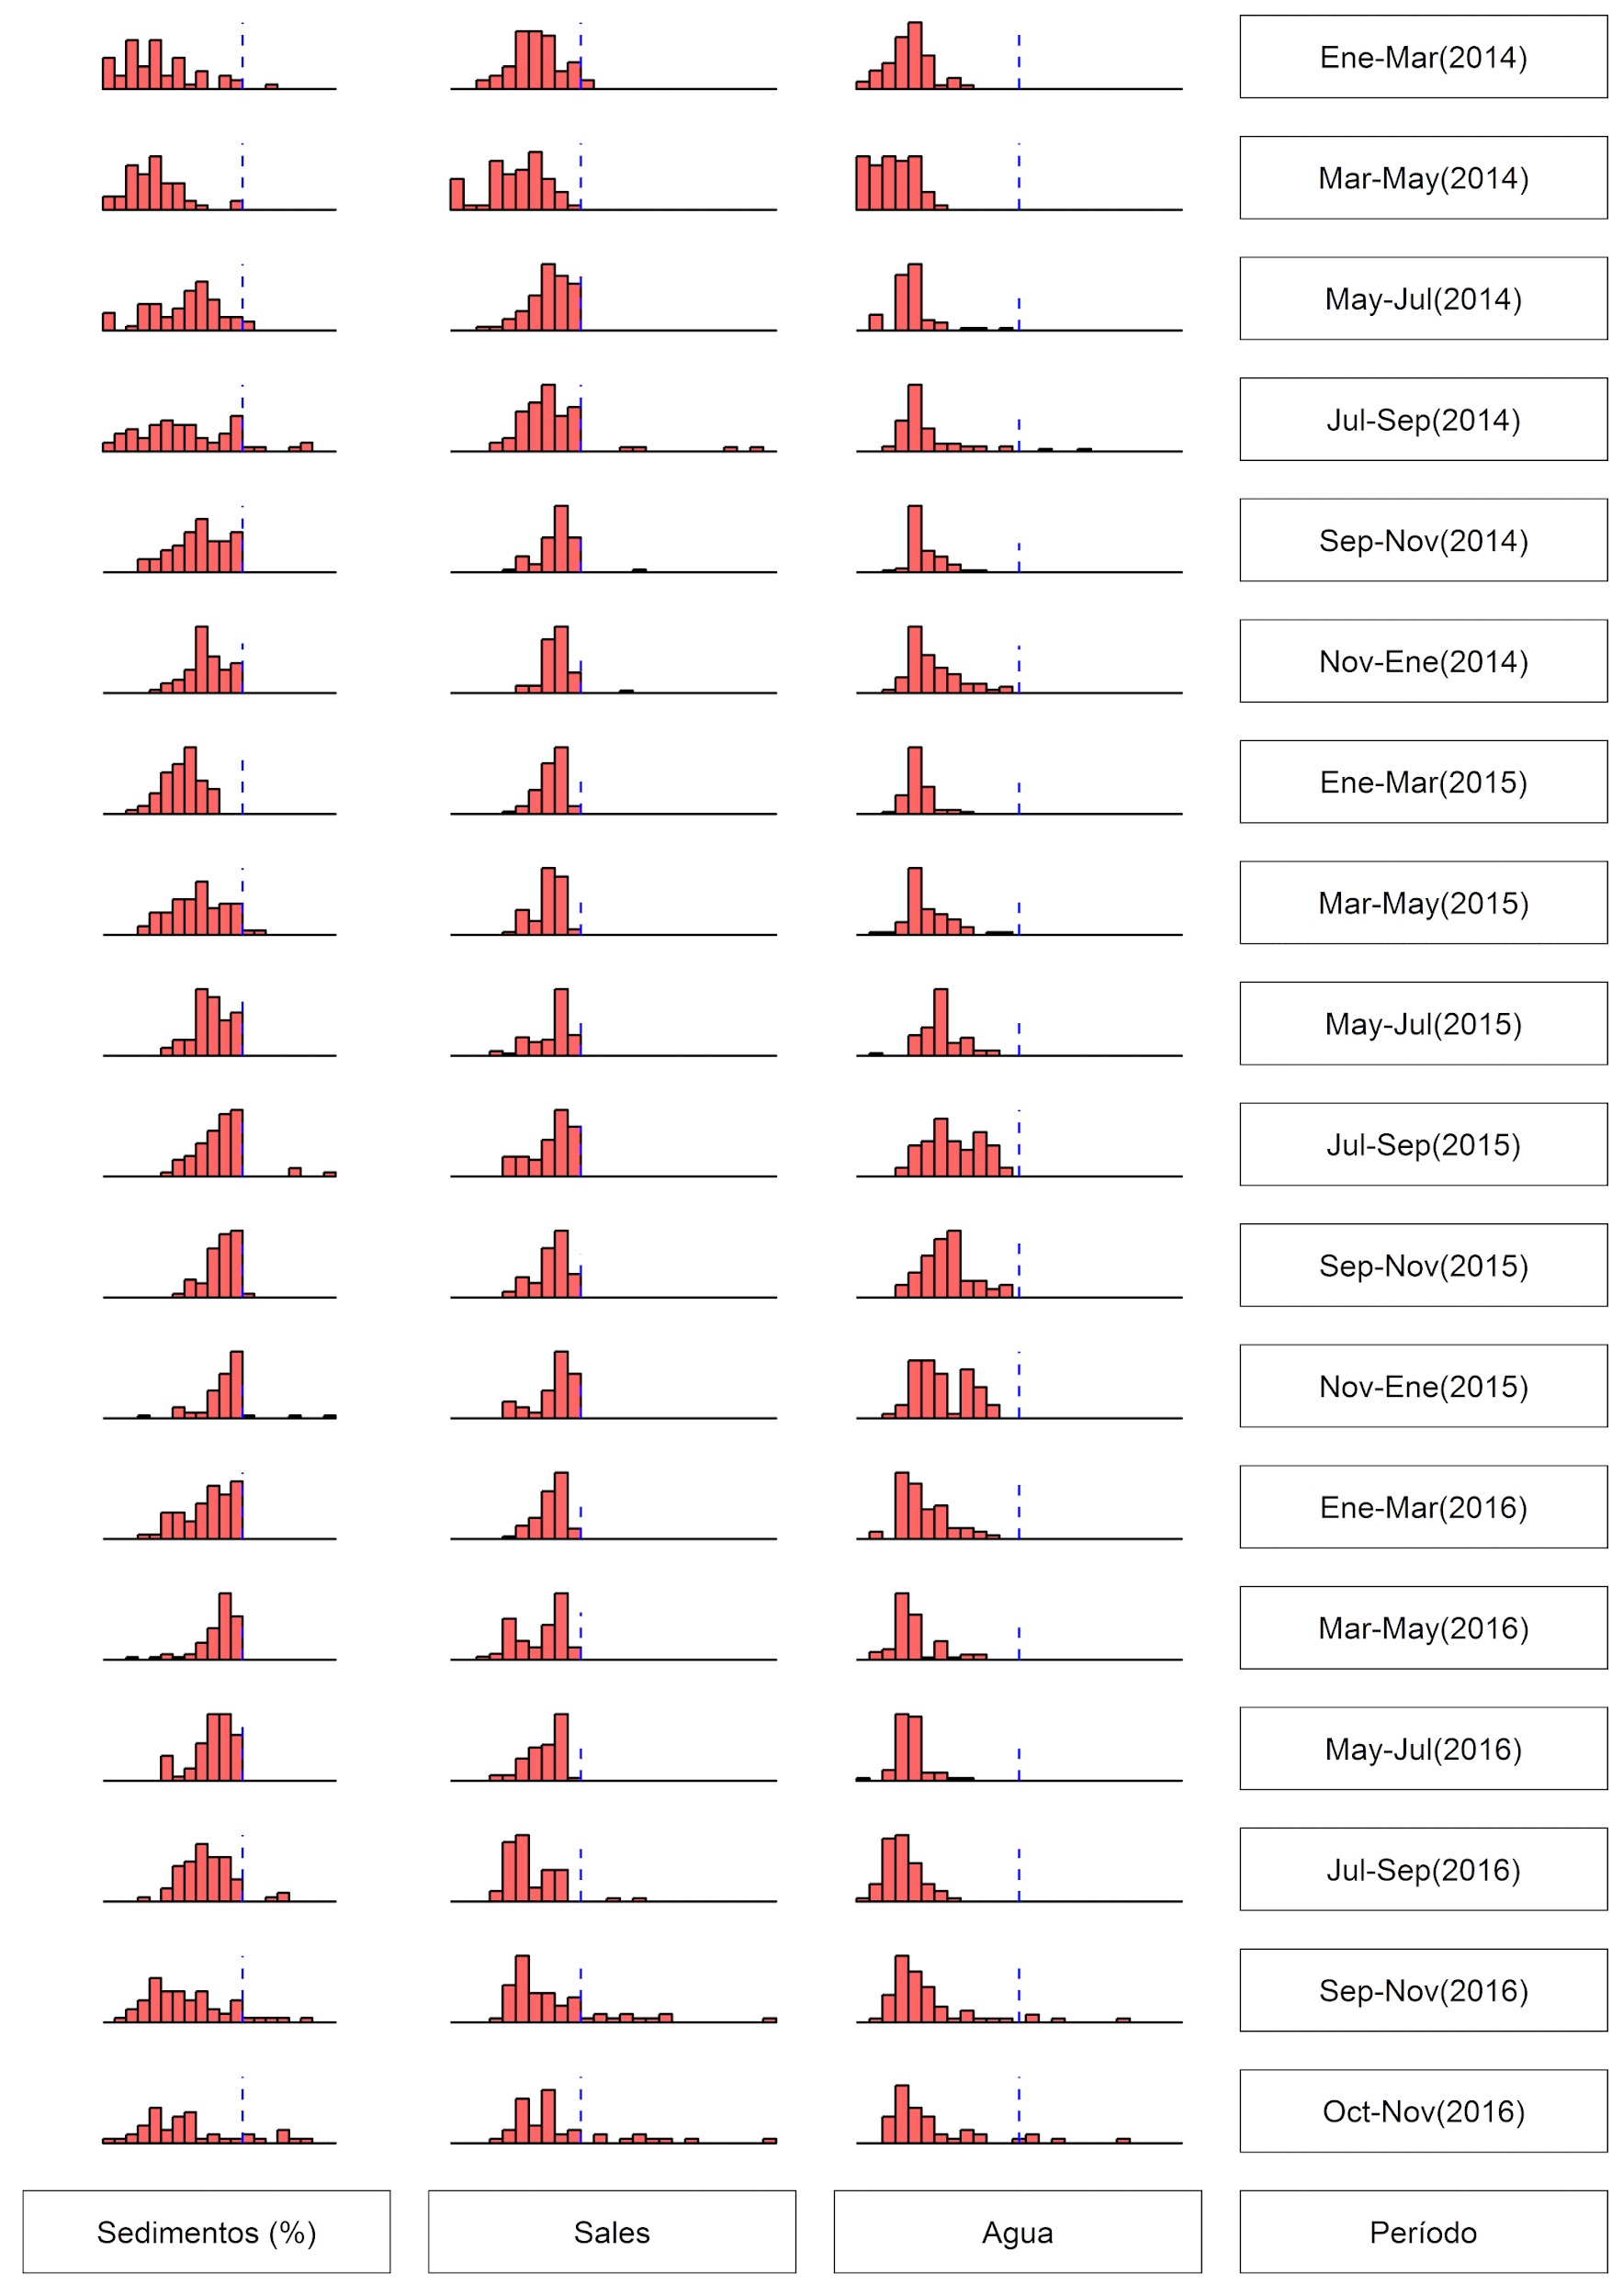 Ene-Mar(2014)
Mar-May(2014)
May-Jul(2014)
Jul-Sep(2014)
Sep-Nov(2014)
Nov-Ene(2014)
Ene-Mar(2015)
Mar-May(2015)
May-Jul(2015)
Jul-Sep(2015)
Sep-Nov(2015)
Nov-Ene(2015)
Ene-Mar(2016)
Mar-May(2016)
May-Jul(2016)
Jul-Sep(2016)
Sep-Nov(2016)
Oct-Nov(2016)
Sedimentos (%) Sales Agua Período